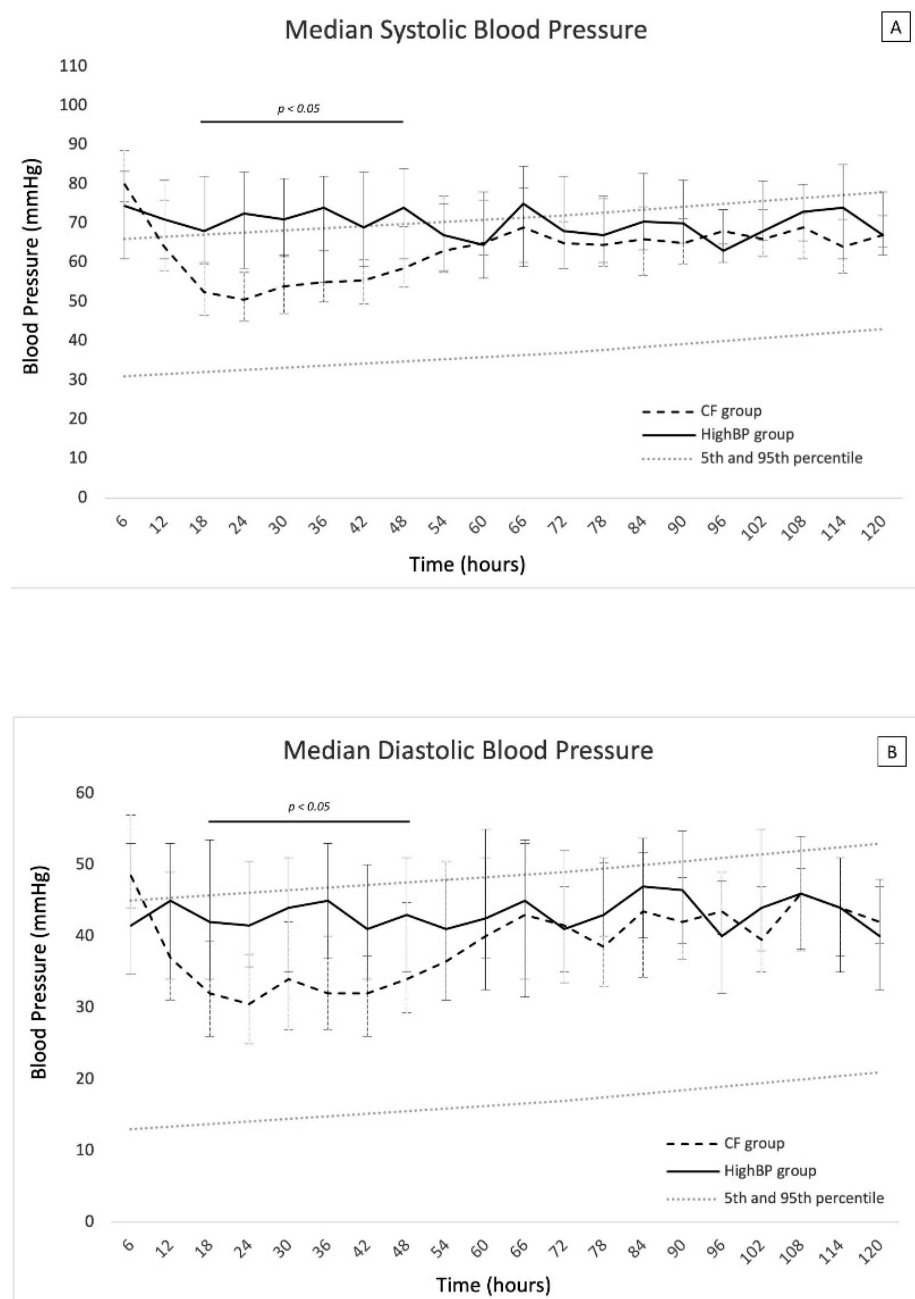 Median Systolic Blood Pressure
A
110
100
90
80
70
60
50
40
30
20
10
0
Blood Pressure (mmHg)
p < 0.05
CF group
HighBP group
5th and 95th percentile
6 12 18 24 30 36 42 48 54 60 66 72 78 84 90 96 102 108 114 120
Time (hours)
Median Diastolic Blood Pressure
B
60
50
40
30
20
10
0
Blood Pressure (mmHg)
p < 0.05
CF group
HighBP group
5th and 95th percentile
6 12 18 24 30 36 42 48 54 60 66 72 78 84 90 96 102 108 114 120
Time (hours)